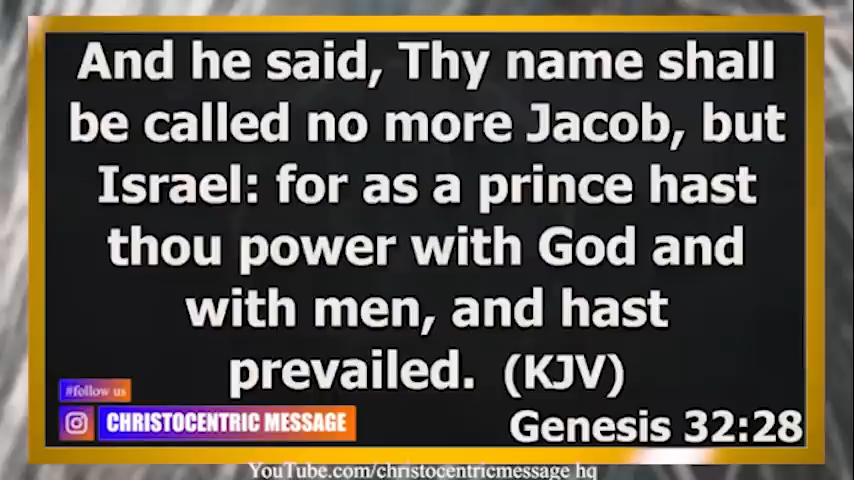 And he said, Thy name shall
be called no more Jacob, but
Israel: for as a prince hast
thou power with God and
with men, and hast
prevailed. (KJV)
#follow us
CHRISTOCENTRIC MESSAGE
Genesis 32:28
YouTube.com/christocentricmessage hq